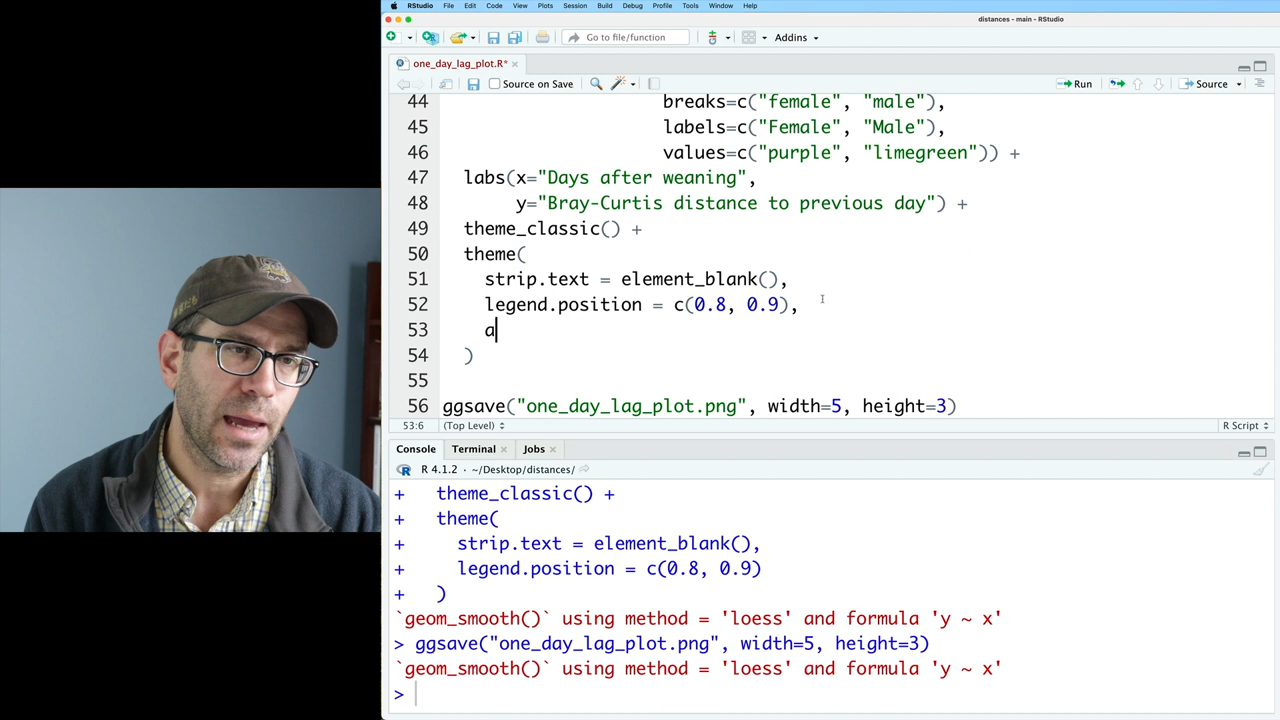 RStudio File Edit Code View Plots Session Build Debug Profile Tools Window Help
distances - main - RStudio
Go to file/function Addins
one_day_lag_plot.R*
Source on Save Run Source
44 breaks=c("female", "male"),
45 labels=c("Female", "Male"),
46 values=c("purple", "limegreen")) +
47 labs(x="Days after weaning",
48 y="Bray-Curtis distance to previous day") +
49 theme_classic() +
50 theme(
51 strip.text = element_blank(),
52 legend.position = c(0.8, 0.9),
53 a
54 )
55
56 ggsave("one_day_lag_plot.png", width=5, height=3)
53:6 (Top Level) R Script
Console Terminal Jobs
R 4.1.2 · ~/Desktop/distances/
+ theme_classic() +
+ theme(
+ strip.text = element_blank(),
+ legend.position = c(0.8, 0.9)
+ )
`geom_smooth()` using method = 'loess' and formula 'y ~ x'
> ggsave("one_day_lag_plot.png", width=5, height=3)
`geom_smooth()` using method = 'loess' and formula 'y ~ x'
>